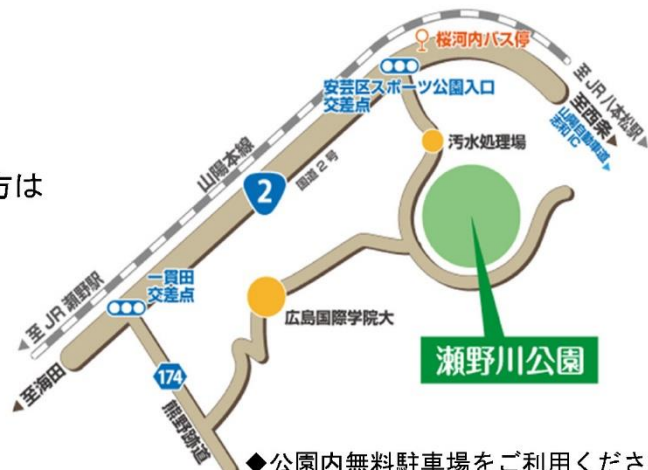 桜河内バス停
安芸区スポーツ公園入口
交差点
至JR八本松駅
至西条
山陽自動車道
志和IC
汚水処理場
山陽本線
2
国道2号
方は
一貫田
交差点
至JR瀬野駅
広島国際学院大
瀬野川公園
至海田
174
熊野跡道
◆公園内無料駐車場をご利用くださ